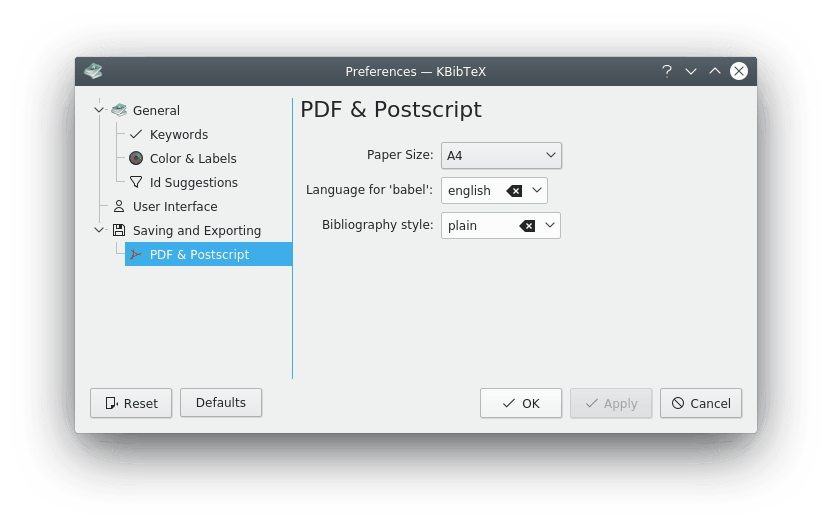 Preferences — KBibTeX
General
Keywords
Color & Labels
Id Suggestions
User Interface
Saving and Exporting
PDF & Postscript
PDF & Postscript
Paper Size: A4
Language for 'babel': english
Bibliography style: plain
Reset Defaults OK Apply Cancel